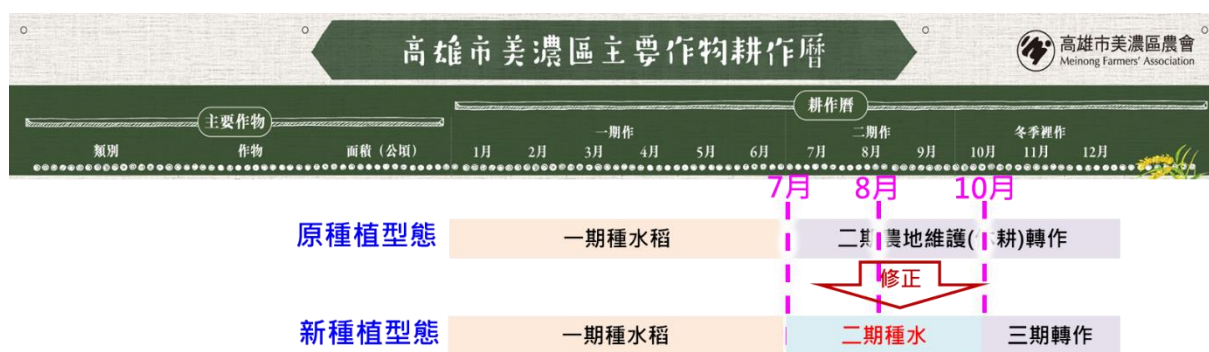 高雄市美濃區主要作物耕作曆
高雄市美濃區農會
Meinong Farmers' Association
主要作物
耕作曆
類別 作物 面積(公頃)
一期作 二期作 冬季裡作
1月 2月 3月 4月 5月 6月 7月 8月 9月 10月 11月 12月
7月 8月 10月
原種植型態 一期種水稻 二期農地維護(休耕)轉作
修正
新種植型態 一期種水稻 二期種水 三期轉作